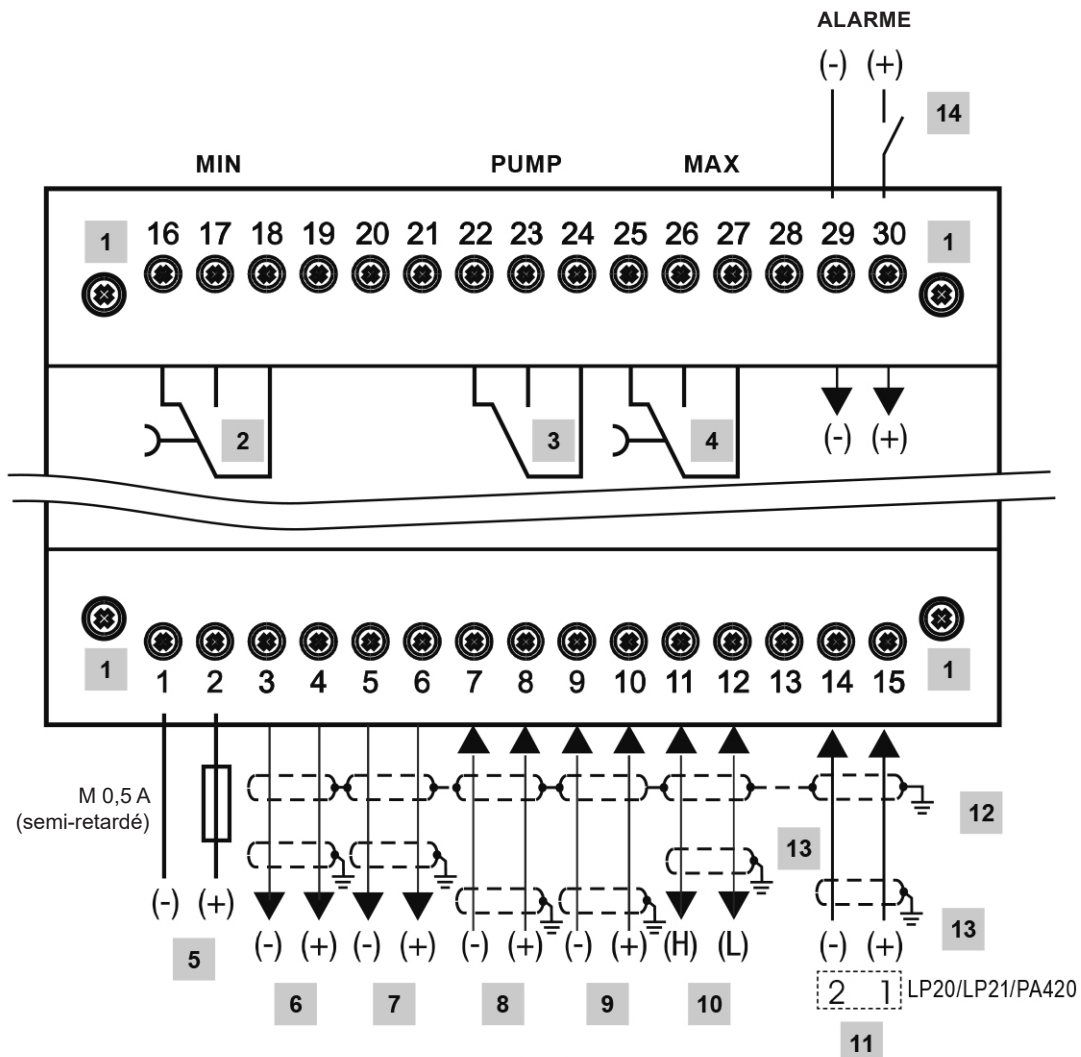 ALARME
(-) (+)
14
MIN PUMP MAX
1 16 17 18 19 20 21 22 23 24 25 26 27 28 29 30 1
2 3 4
(-) (+)
1 1 2 3 4 5 6 7 8 9 10 11 12 13 14 15 1
M 0,5 A
(semi-retardé)
12
13
(-) (+)
13
5
(-) (+) (-) (+) (-) (+) (-) (+) (H) (L) (-) (+)
2 1 LP20/LP21/PA420
6 7 8 9 10
11